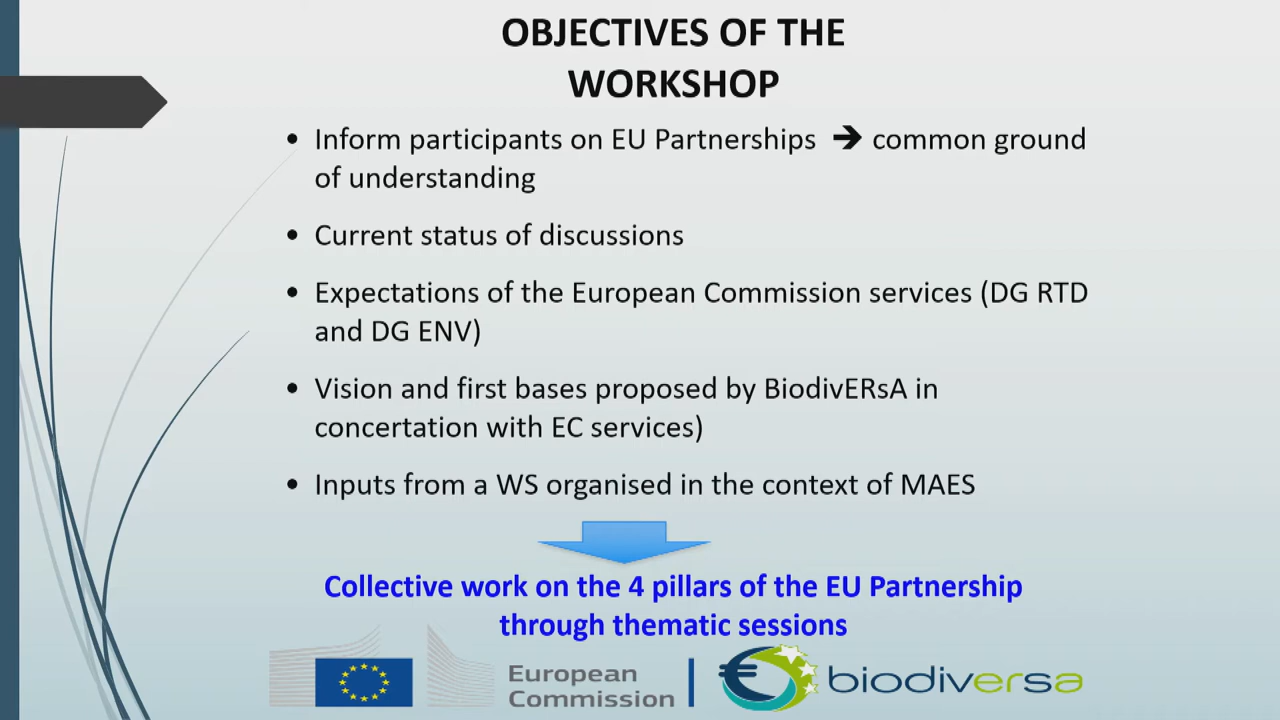 OBJECTIVES OF THE
WORKSHOP
• Inform participants on EU Partnerships ➔ common ground
of understanding
• Current status of discussions
• Expectations of the European Commission services (DG RTD
and DG ENV)
• Vision and first bases proposed by BiodivERsA in
concertation with EC services)
• Inputs from a WS organised in the context of MAES
Collective work on the 4 pillars of the EU Partnership
through thematic sessions
European
Commission
biodiversa